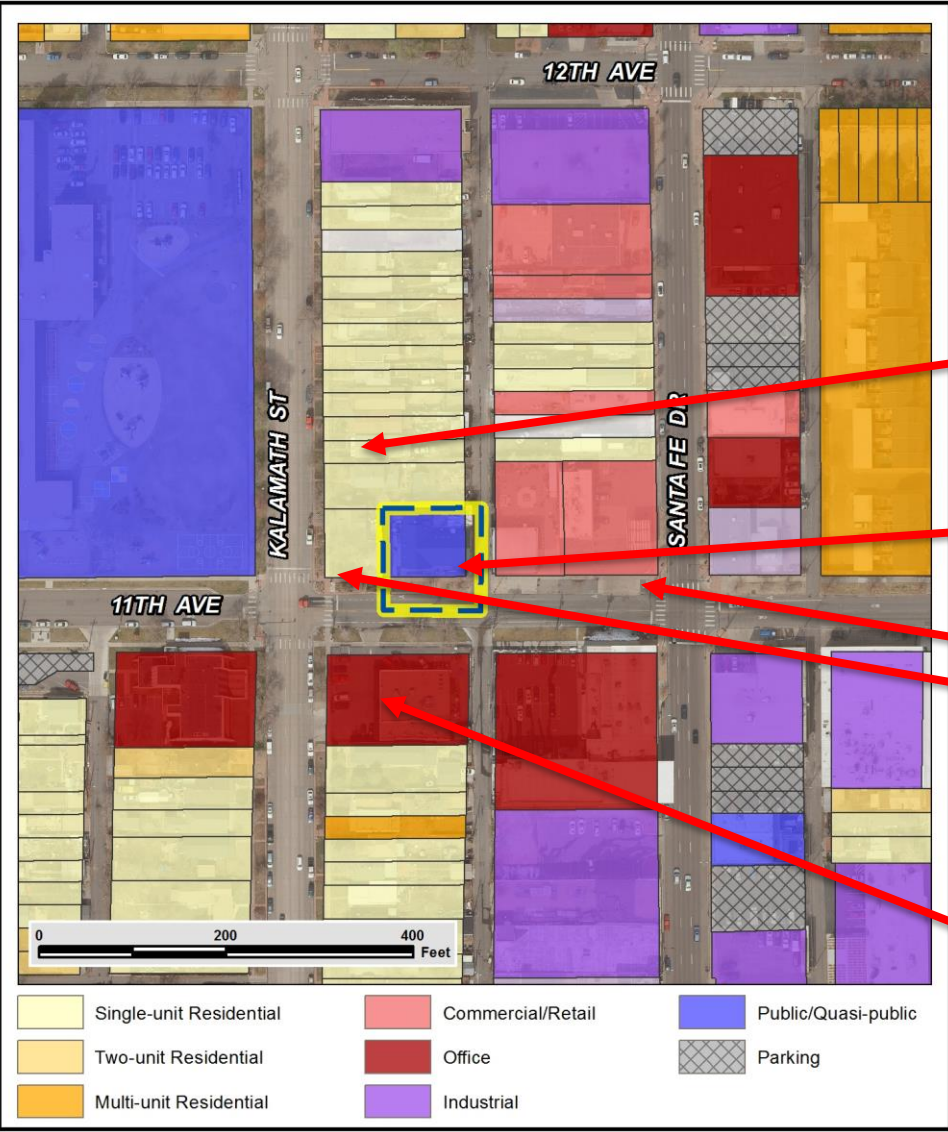 12TH AVE
KALAMATH ST
SANTA FE DR
11TH AVE
0 200 400
Feet
Single-unit Residential
Commercial/Retail
Public/Quasi-public
Two-unit Residential
Office
Parking
Multi-unit Residential
Industrial